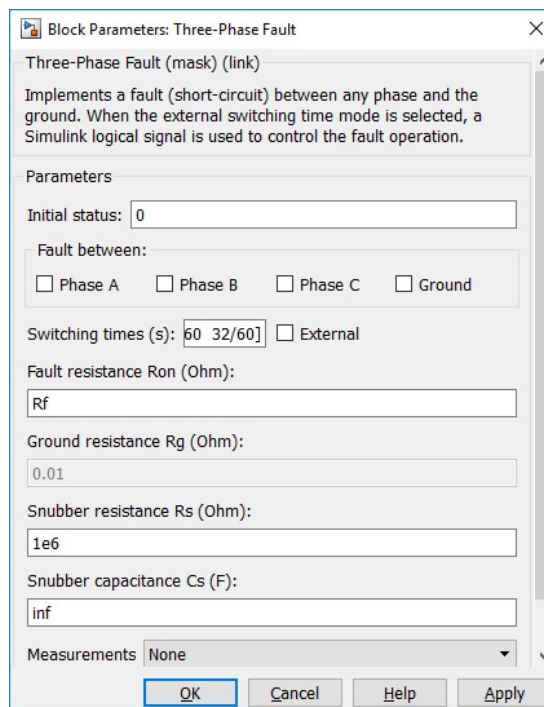 Block Parameters: Three-Phase Fault
Three-Phase Fault (mask) (link)
Implements a fault (short-circuit) between any phase and the
ground. When the external switching time mode is selected, a
Simulink logical signal is used to control the fault operation.
Parameters
Initial status: 0
Fault between:
Phase A Phase B Phase C Ground
Switching times (s): 60 32/60] External
Fault resistance Ron (Ohm):
Rf
Ground resistance Rg (Ohm):
0.01
Snubber resistance Rs (Ohm):
1e6
Snubber capacitance Cs (F):
inf
Measurements None
OK Cancel Help Apply